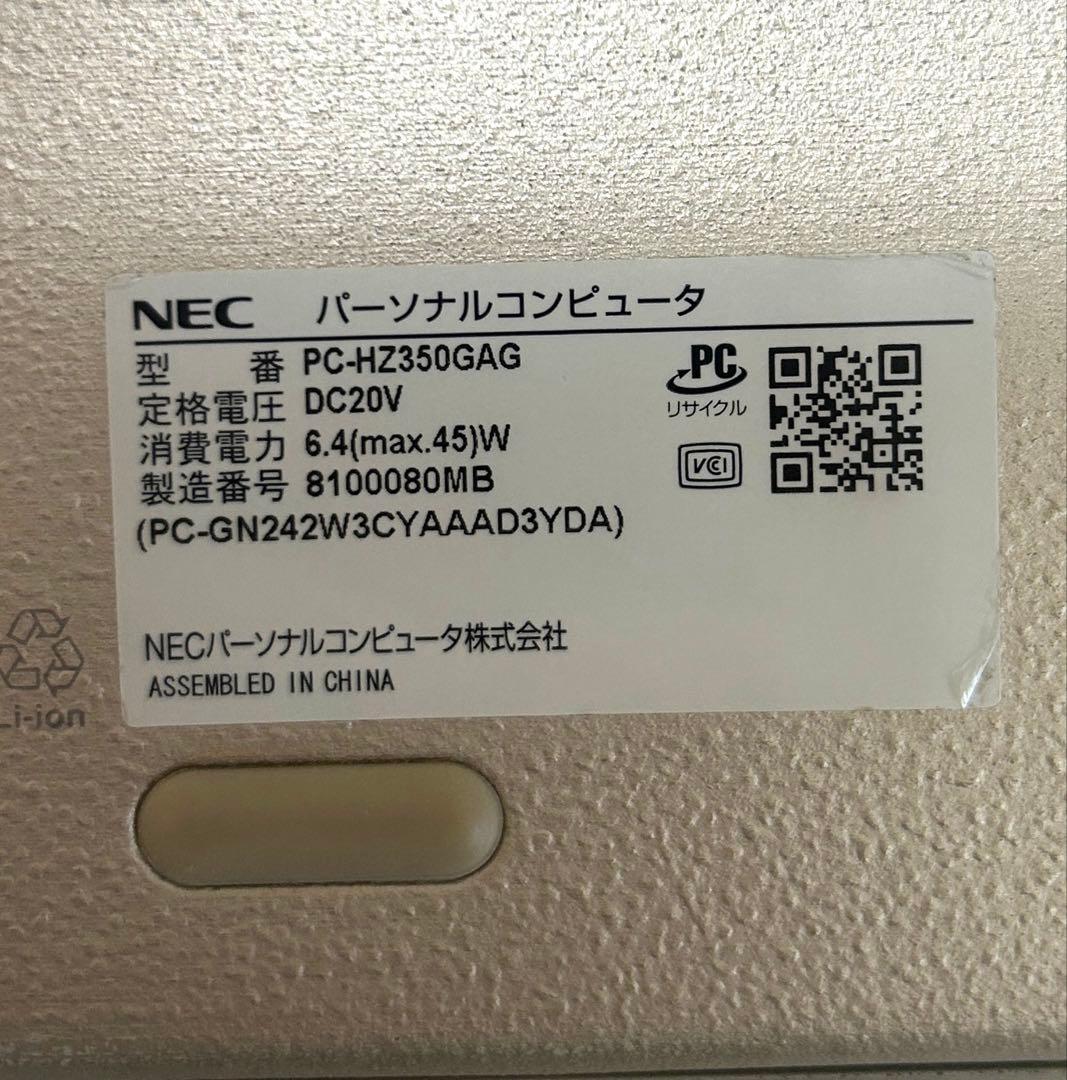 NEC パーソナルコンピュータ
型 番 PC-HZ350GAG
定格電圧 DC20V
消費電力 6.4(max.45)W
製造番号 8100080MB
(PC-GN242W3CYAAAD3YDA)
PC
リサイクル
VCCI
NECパーソナルコンピュータ株式会社
ASSEMBLED IN CHINA
Li-ion